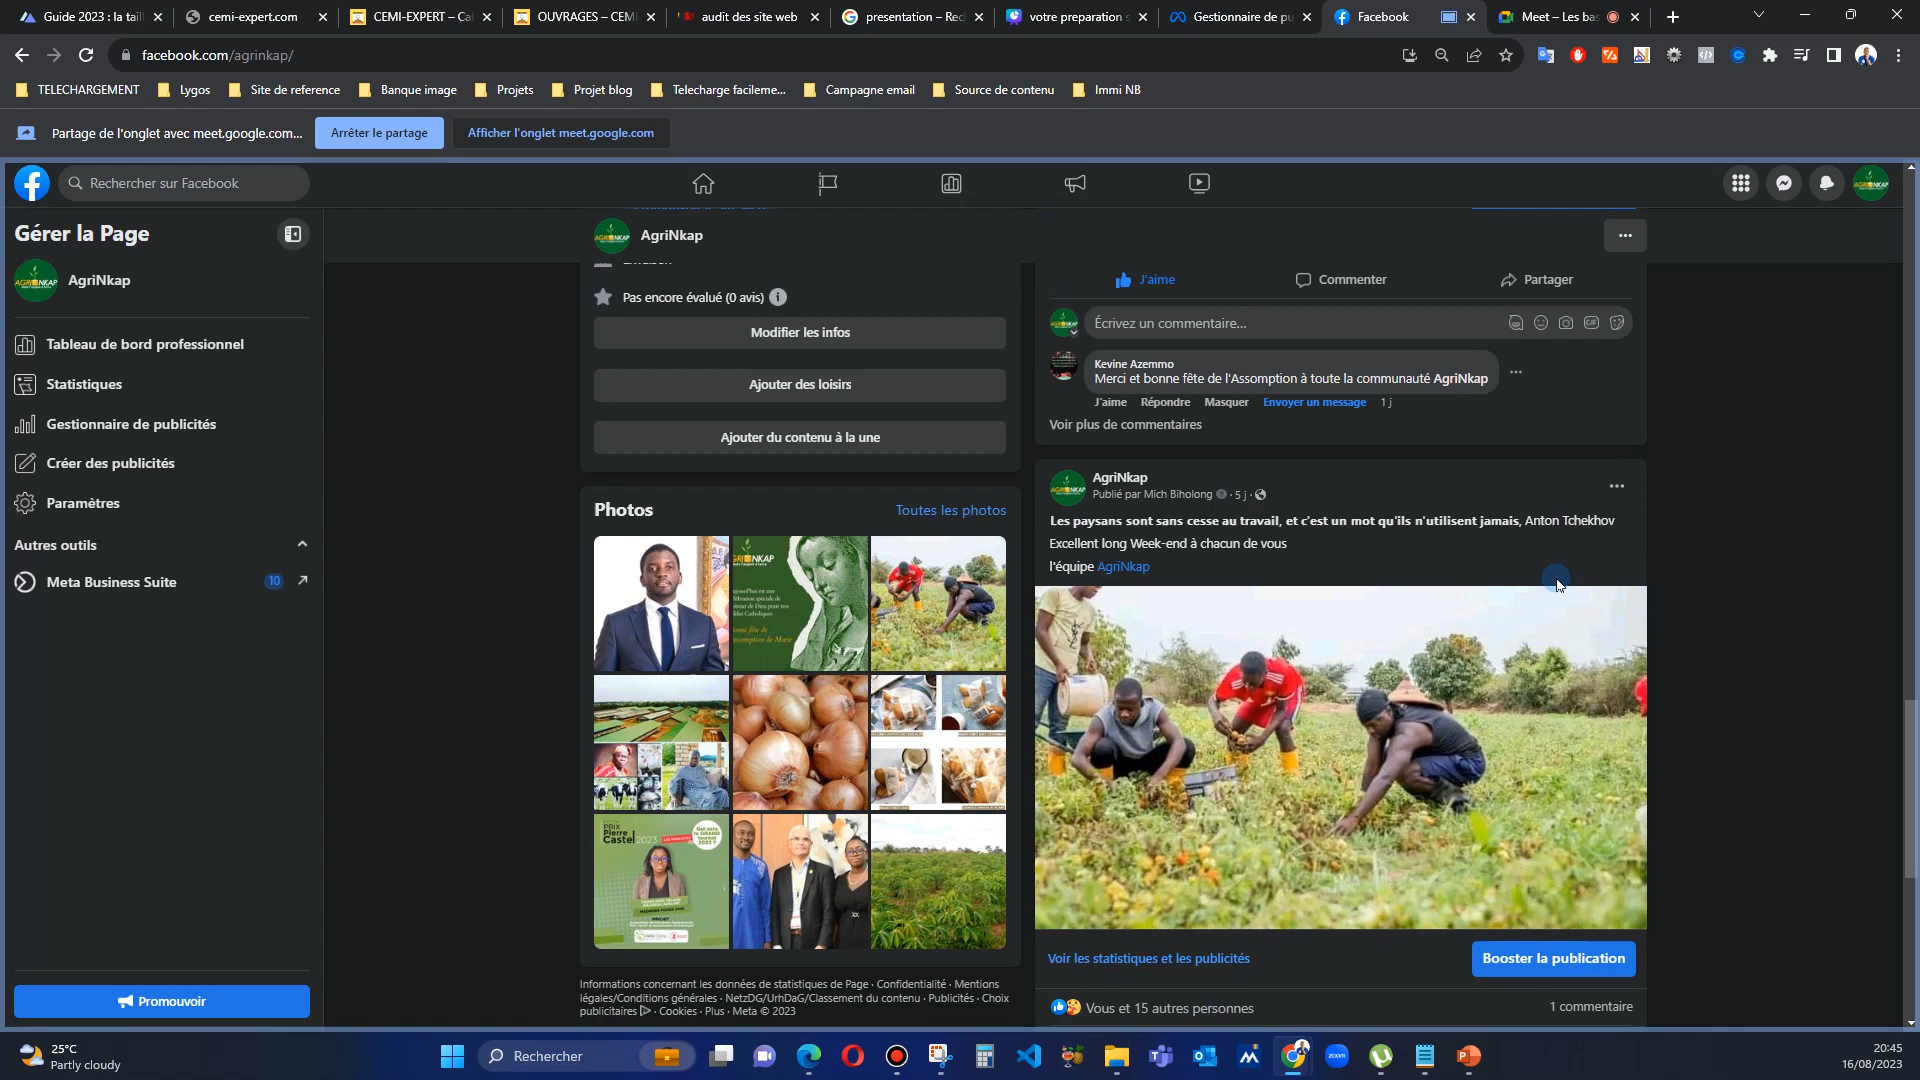 Guide 2023 : la tail
cemi-expert.com
CEMI-EXPERT – Ca
OUVRAGES – CEMI
audit des site web
presentation – Rec
votre preparation
Gestionnaire de pu
Facebook
Meet – Les ba
facebook.com/agrinkap/
TELECHARGEMENT
Lygos
Site de reference
Banque image
Projets
Projet blog
Telecharge facileme...
Campagne email
Source de contenu
Immi NB
Partage de l'onglet avec meet.google.com...
Arrêter le partage
Afficher l'onglet meet.google.com
Rechercher sur Facebook
Gérer la Page
AgriNkap
Tableau de bord professionnel
Statistiques
Gestionnaire de publicités
Créer des publicités
Paramètres
Autres outils
Meta Business Suite
10
Promouvoir
AgriNkap
Pas encore évalué (0 avis)
Modifier les infos
Ajouter des loisirs
Ajouter du contenu à la une
Photos
Toutes les photos
PRIX
Pierre
Castel 2023
Informations concernant les données de statistiques de Page · Confidentialité · Mentions
légales/Conditions générales · NetzDG/UrhDaG/Classement du contenu · Publicités · Choix
publicitaires · Cookies · Plus · Meta © 2023
J'aime
Commenter
Partager
Écrivez un commentaire...
Kevine Azemmo
Merci et bonne fête de l'Assomption à toute la communauté AgriNkap
J'aime Répondre Masquer Envoyer un message 1 j
Voir plus de commentaires
AgriNkap
Publié par Mich Biholong · 5 j ·
Les paysans sont sans cesse au travail, et c'est un mot qu'ils n'utilisent jamais, Anton Tchekhov
Excellent long Week-end à chacun de vous
l'équipe AgriNkap
Voir les statistiques et les publicités
Booster la publication
Vous et 15 autres personnes
1 commentaire
25°C
Partly cloudy
Rechercher
zoom
20:45
16/08/2023